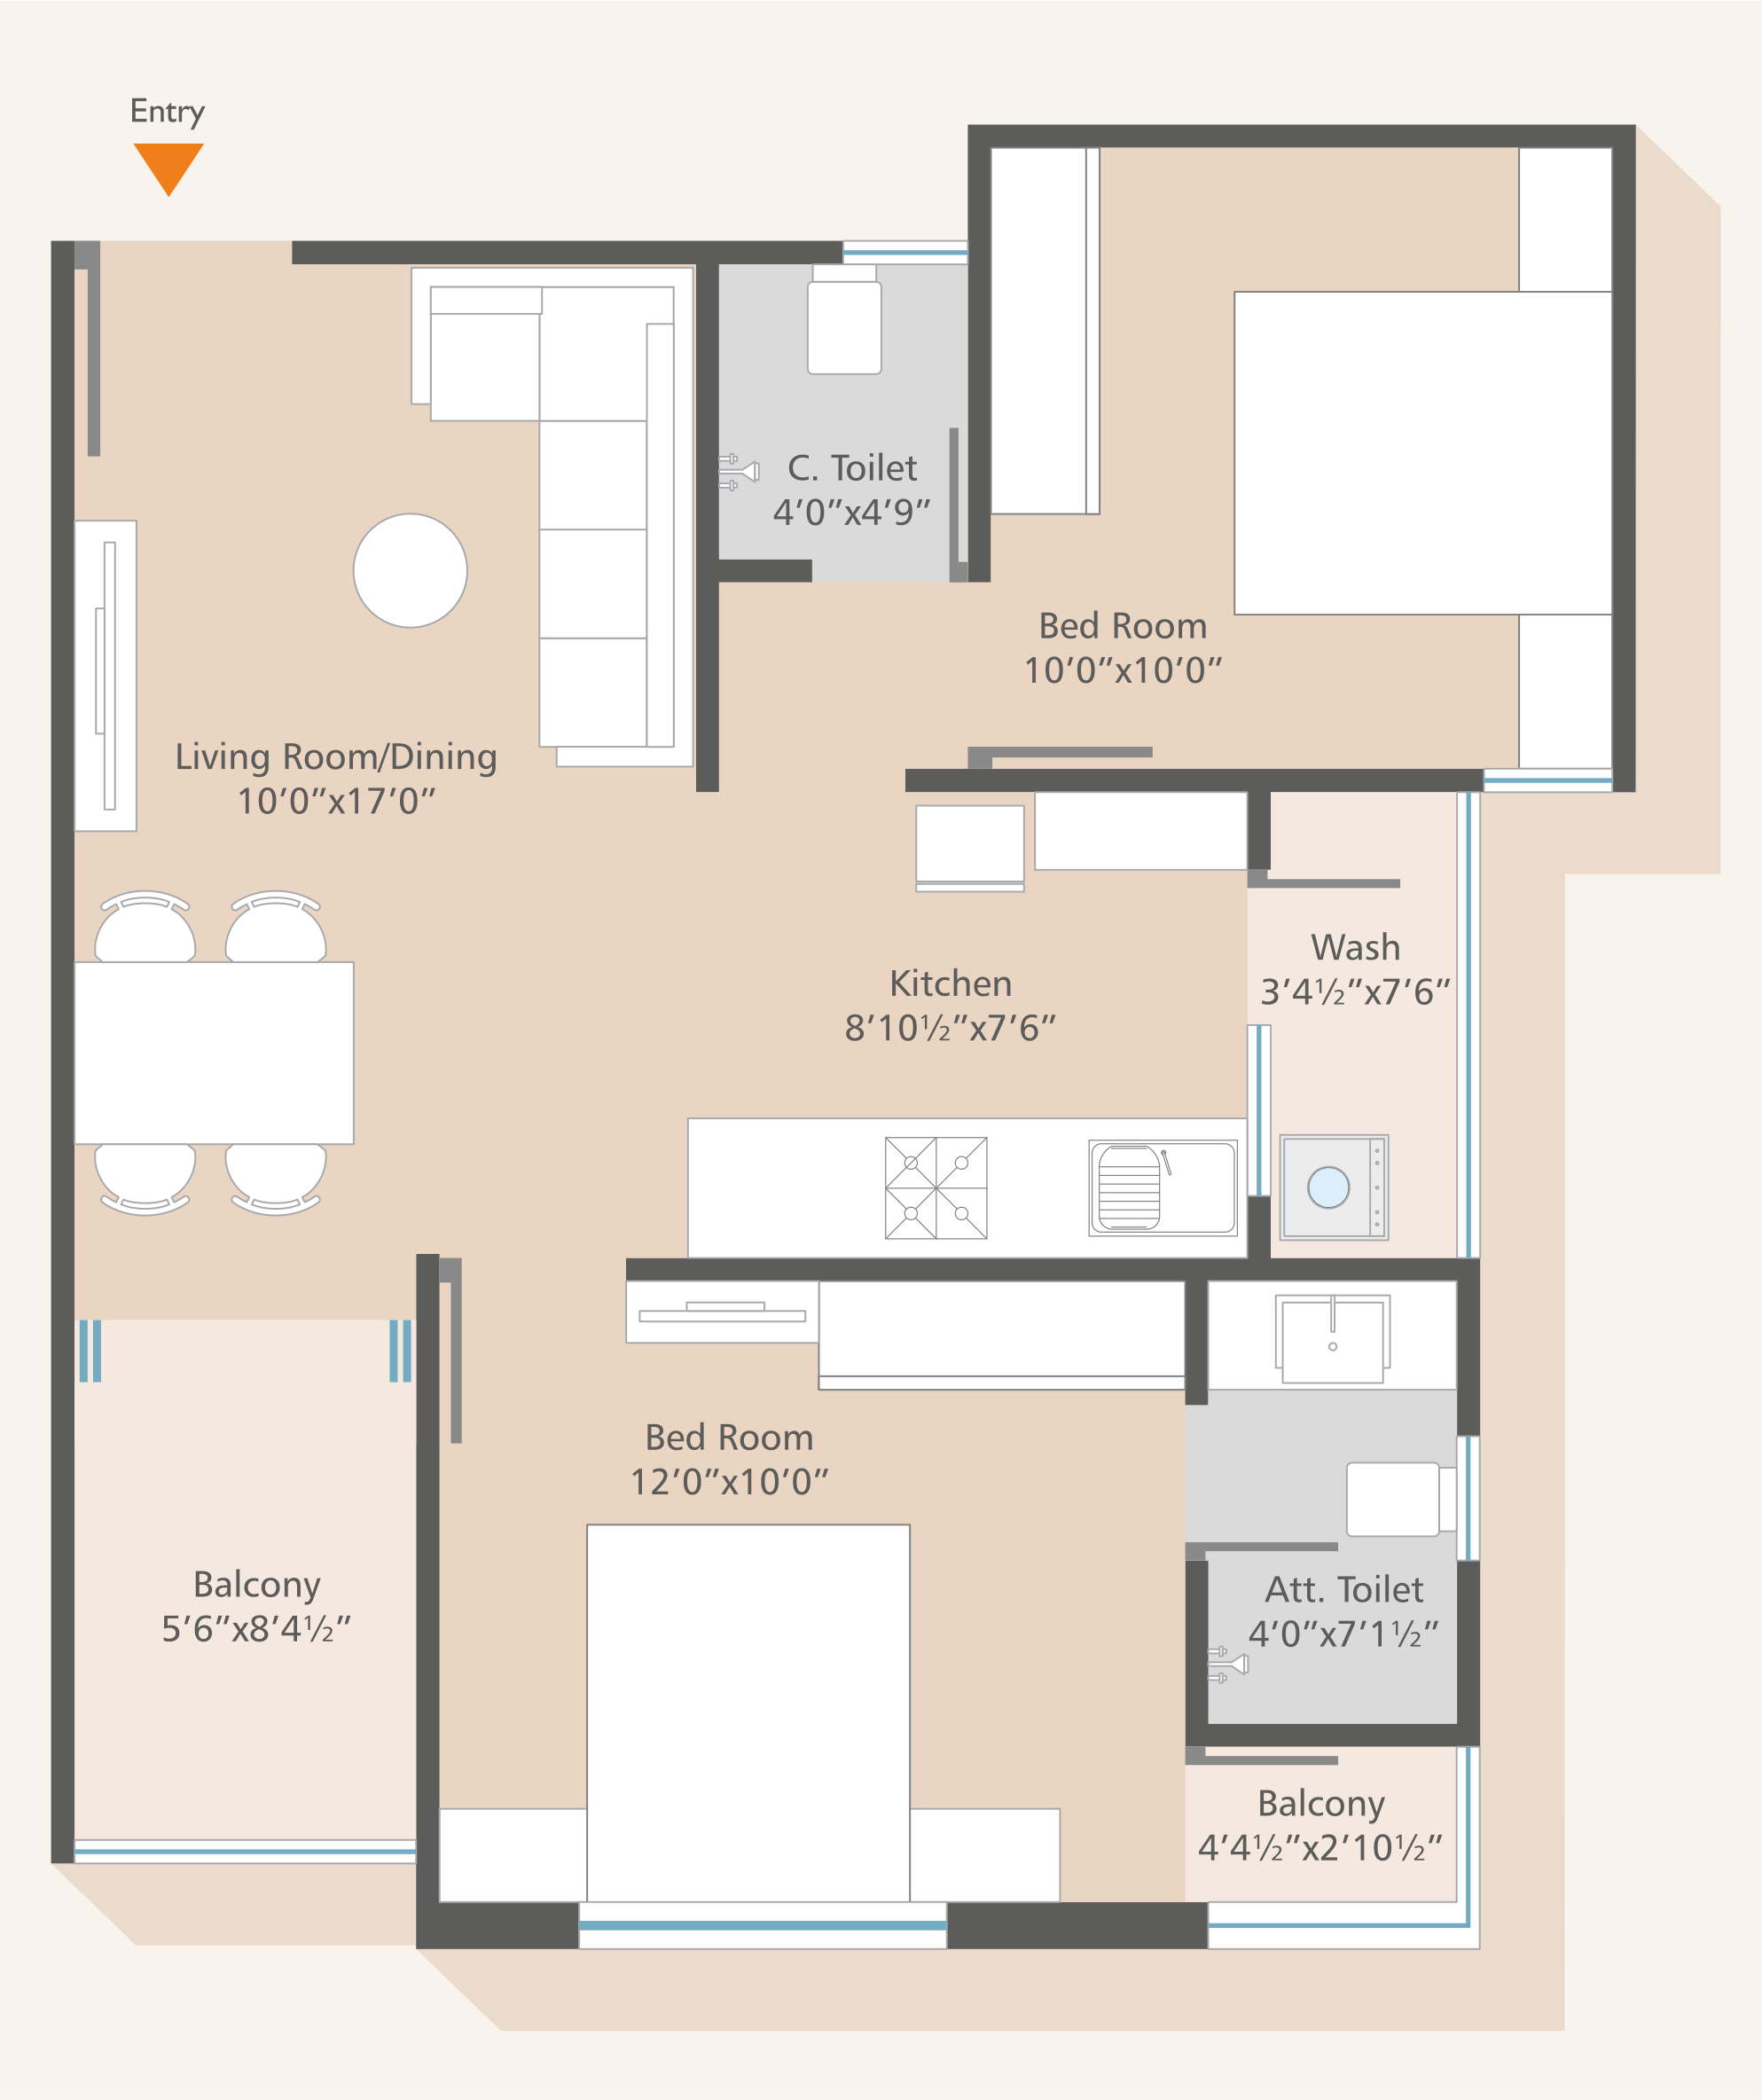 Entry
C. Toilet
4’0”x4’9”
Bed Room
10’0”x10’0”
Living Room/Dining
10’0”x17’0”
Wash
3’4½”x7’6”
Kitchen
8’10½”x7’6”
Bed Room
12’0”x10’0”
Balcony
5’6”x8’4½”
Att. Toilet
4’0”x7’1½”
Balcony
4’4½”x2’10½”